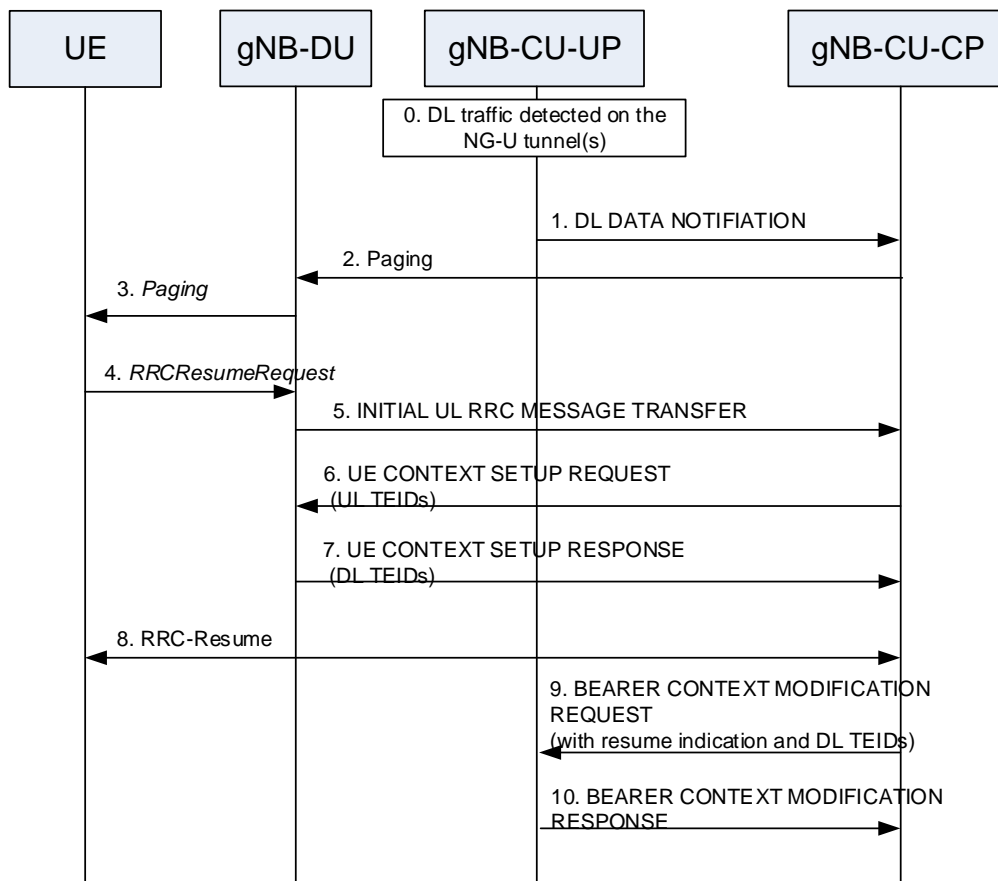 UE
gNB-DU
gNB-CU-UP
gNB-CU-CP
0. DL traffic detected on the
NG-U tunnel(s)
1. DL DATA NOTIFIATION
2. Paging
3. Paging
4. RRCResumeRequest
5. INITIAL UL RRC MESSAGE TRANSFER
6. UE CONTEXT SETUP REQUEST
(UL TEIDs)
7. UE CONTEXT SETUP RESPONSE
(DL TEIDs)
8. RRC-Resume
9. BEARER CONTEXT MODIFICATION
REQUEST
(with resume indication and DL TEIDs)
10. BEARER CONTEXT MODIFICATION
RESPONSE